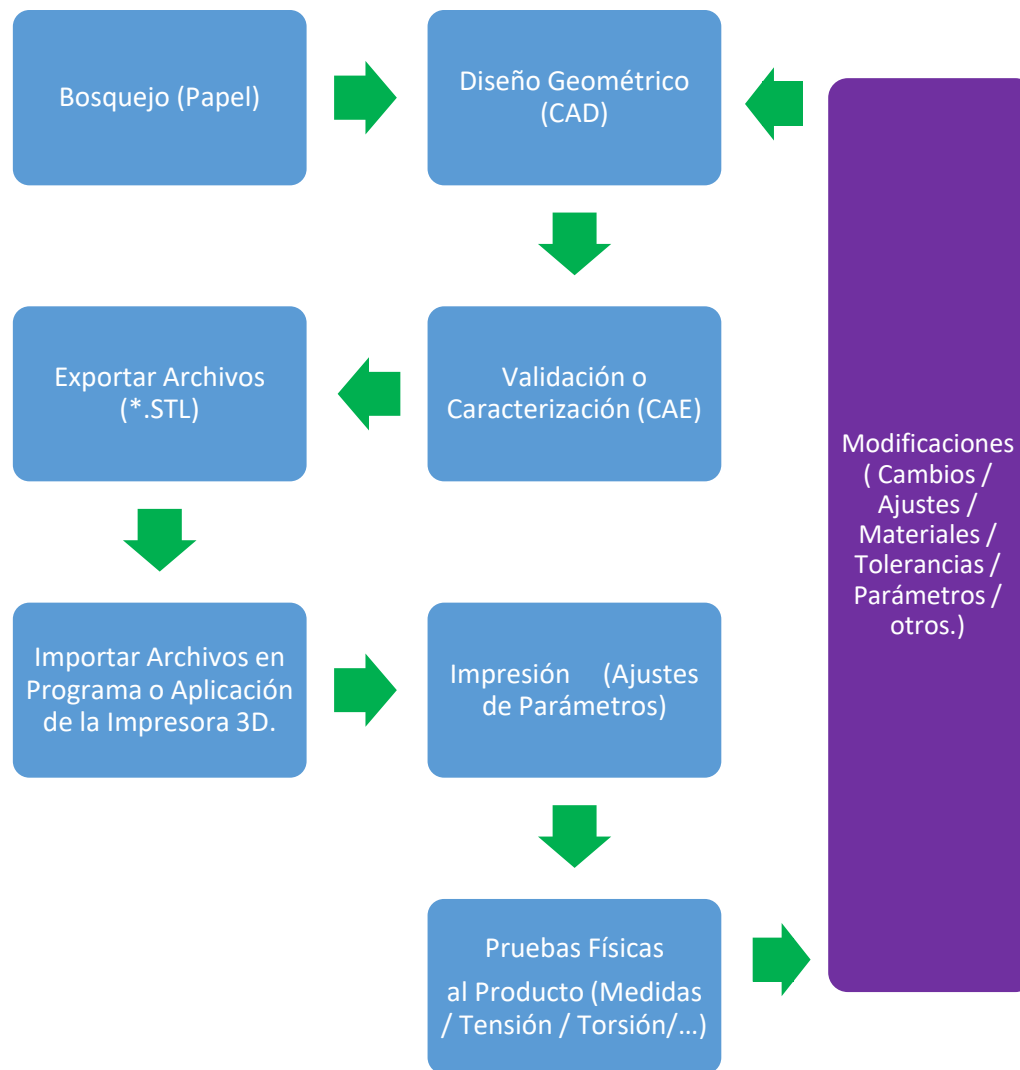 Bosquejo (Papel)
Diseño Geométrico
(CAD)
Validación o
Caracterización (CAE)
Exportar Archivos
(*.STL)
Importar Archivos en
Programa o Aplicación
de la Impresora 3D.
Impresión (Ajustes
de Parámetros)
Pruebas Físicas
al Producto (Medidas
/ Tensión / Torsión/...)
Modificaciones
( Cambios /
Ajustes /
Materiales /
Tolerancias /
Parámetros /
otros.)